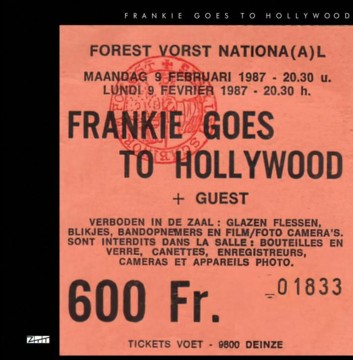 FRANKIE GOES TO HOLLYWOOD
FOREST VORST NATIONA(A)L
MAANDAG 9 FEBRUARI 1987 - 20.30 u.
LUNDI 9 FÉVRIER 1987 - 20.30 h.
FRANKIE GOES
TO HOLLYWOOD
+ GUEST
VERBODEN IN DE ZAAL : GLAZEN FLESSEN,
BLIKJES, BANDOPNEMERS EN FILM/FOTO CAMERA'S.
SONT INTERDITS DANS LA SALLE : BOUTEILLES EN
VERRE, CANETTES, ENREGISTREURS,
CAMERAS ET APPAREILS PHOTO.
600 Fr.
01833
TICKETS VOET - 9800 DEINZE